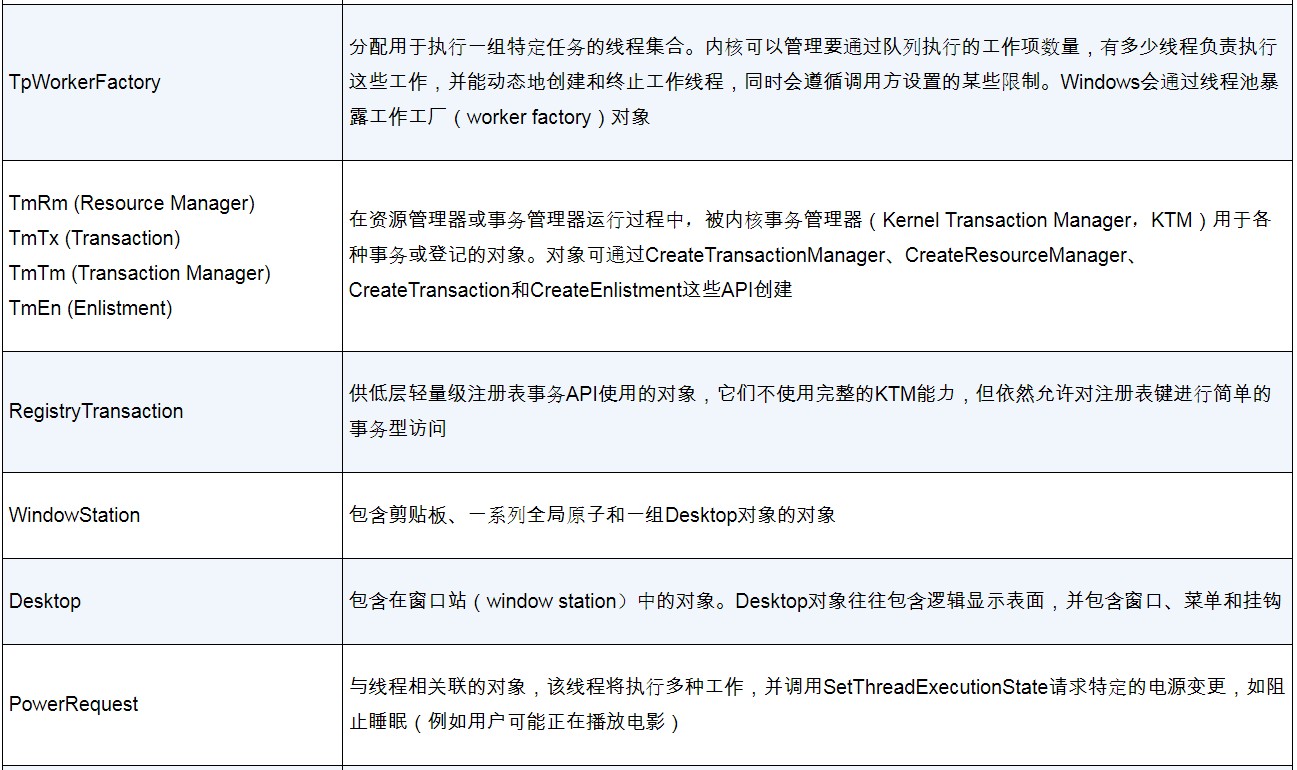 TpWorkerFactory
分配用于执行一组特定任务的线程集合。内核可以管理要通过队列执行的工作项数量，有多少线程负责执行
这些工作，并能动态地创建和终止工作线程，同时会遵循调用方设置的某些限制。Windows会通过线程池暴
露工作工厂（worker factory）对象
TmRm (Resource Manager)
TmTx (Transaction)
TmTm (Transaction Manager)
TmEn (Enlistment)
在资源管理器或事务管理器运行过程中，被内核事务管理器（Kernel Transaction Manager，KTM）用于各
种事务或登记的对象。对象可通过CreateTransactionManager、CreateResourceManager、
CreateTransaction和CreateEnlistment这些API创建
RegistryTransaction
供低层轻量级注册表事务API使用的对象，它们不使用完整的KTM能力，但依然允许对注册表键进行简单的
事务型访问
WindowStation
包含剪贴板、一系列全局原子和一组Desktop对象的对象
Desktop
包含在窗口站（window station）中的对象。Desktop对象往往包含逻辑显示表面，并包含窗口、菜单和挂钩
PowerRequest
与线程相关联的对象，该线程将执行多种工作，并调用SetThreadExecutionState请求特定的电源变更，如阻
止睡眠（例如用户可能正在播放电影）